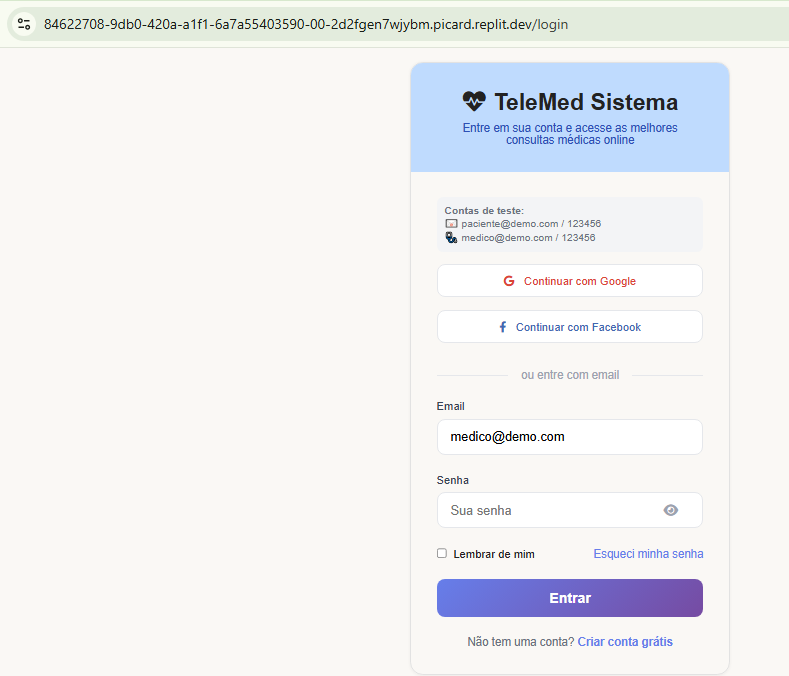 84622708-9db0-420a-a1f1-6a7a55403590-00-2d2fgen7wjybm.picard.replit.dev/login
TeleMed Sistema
Entre em sua conta e acesse as melhores
consultas médicas online
Contas de teste:
paciente@demo.com / 123456
medico@demo.com / 123456
Continuar com Google
Continuar com Facebook
ou entre com email
Email
medico@demo.com
Senha
Sua senha
Lembrar de mim Esqueci minha senha
Entrar
Não tem uma conta? Criar conta grátis